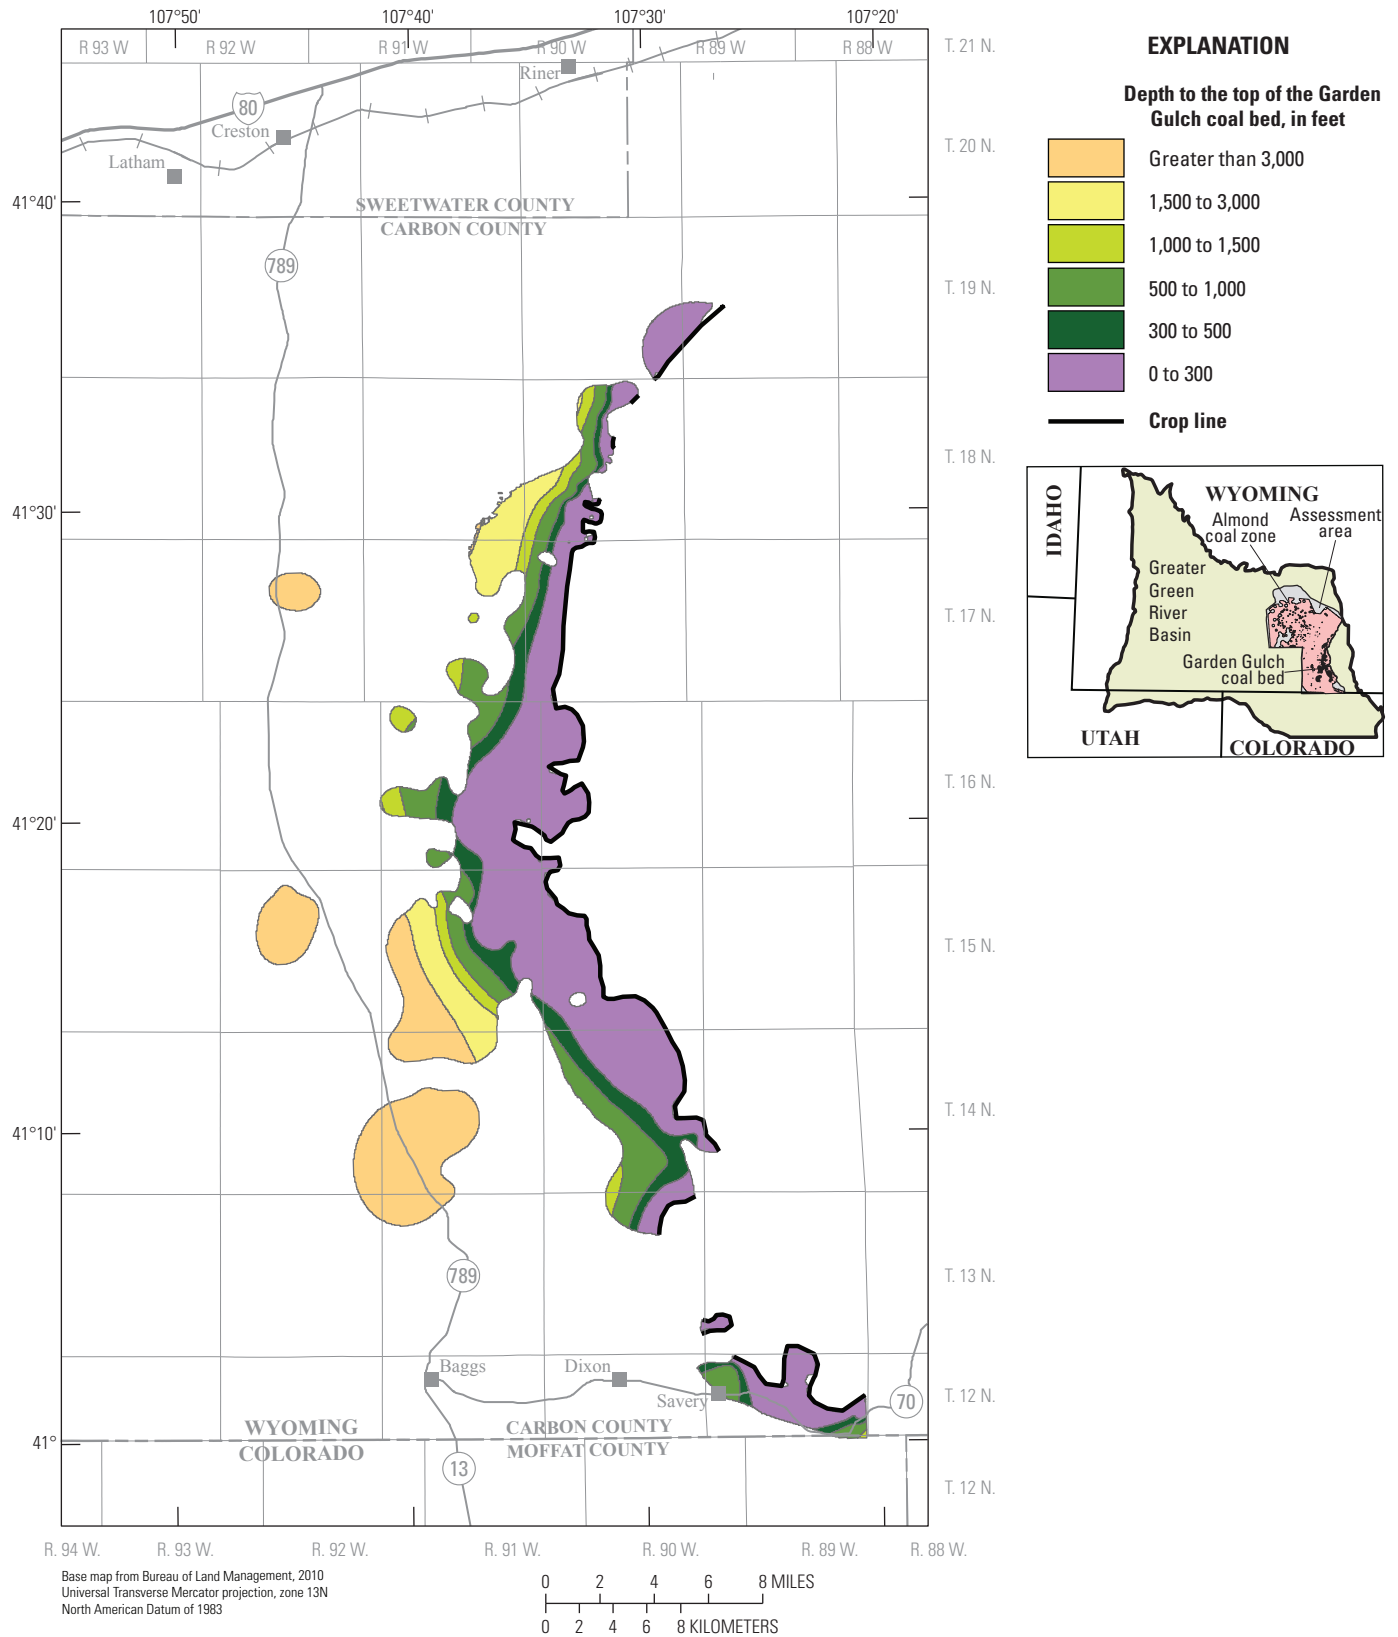 107°50'
107°40'
107°30'
107°20'
R 93 W
R 92 W
R 91 W
R 90 W
R 89 W
R 88 W
T. 21 N.
Riner
80
Creston
Latham
T. 20 N.
41°40'
SWEETWATER COUNTY
CARBON COUNTY
789
T. 19 N.
T. 18 N.
41°30'
T. 17 N.
T. 16 N.
41°20'
T. 15 N.
T. 14 N.
41°10'
T. 13 N.
789
Baggs
Dixon
Savery
T. 12 N.
70
WYOMING
COLORADO
CARBON COUNTY
MOFFAT COUNTY
41°
13
T. 12 N.
R. 94 W.
R. 93 W.
R. 92 W.
R. 91 W.
R. 90 W.
R. 89 W.
R. 88 W.
Base map from Bureau of Land Management, 2010
Universal Transverse Mercator projection, zone 13N
North American Datum of 1983
0 2 4 6 8 MILES
0 2 4 6 8 KILOMETERS
EXPLANATION
Depth to the top of the Garden
Gulch coal bed, in feet
Greater than 3,000
1,500 to 3,000
1,000 to 1,500
500 to 1,000
300 to 500
0 to 300
Crop line
IDAHO
WYOMING
Almond
coal zone
Assessment
area
Greater
Green
River
Basin
Garden Gulch
coal bed
UTAH
COLORADO